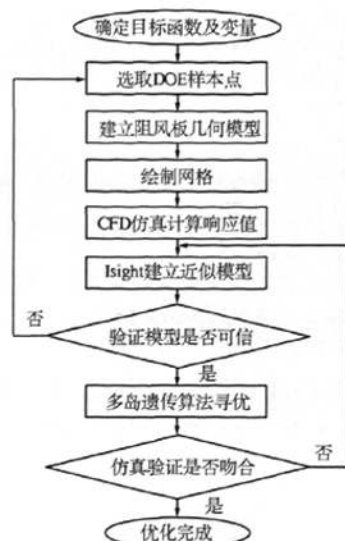 确定目标函数及变量
选取DOE样本点
建立阻风板几何模型
绘制网格
CFD仿真计算响应值
Isight建立近似模型
否
验证模型是否可信
是
多岛遗传算法寻优
否
仿真验证是否吻合
是
优化完成